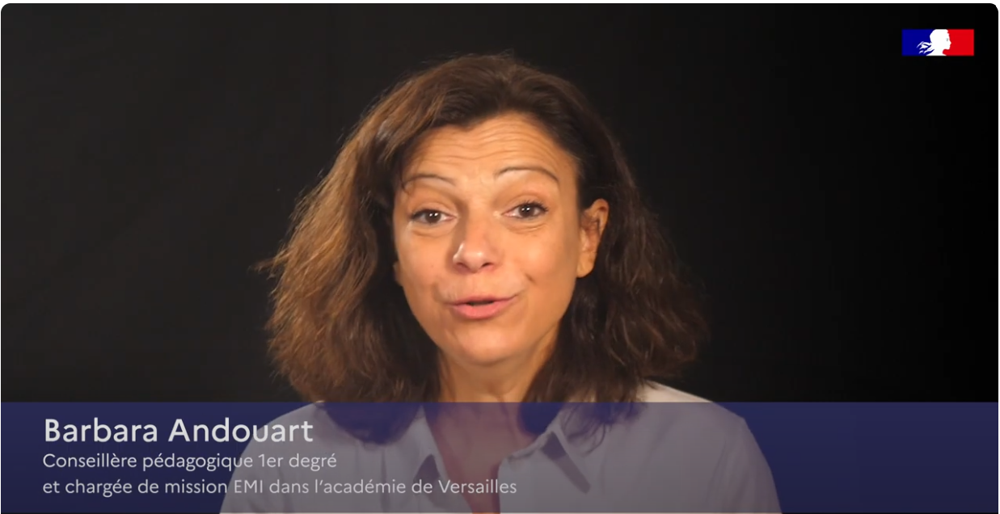 Barbara Andouart
Conseillère pédagogique 1er degré
et chargée de mission EMI dans l'académie de Versailles